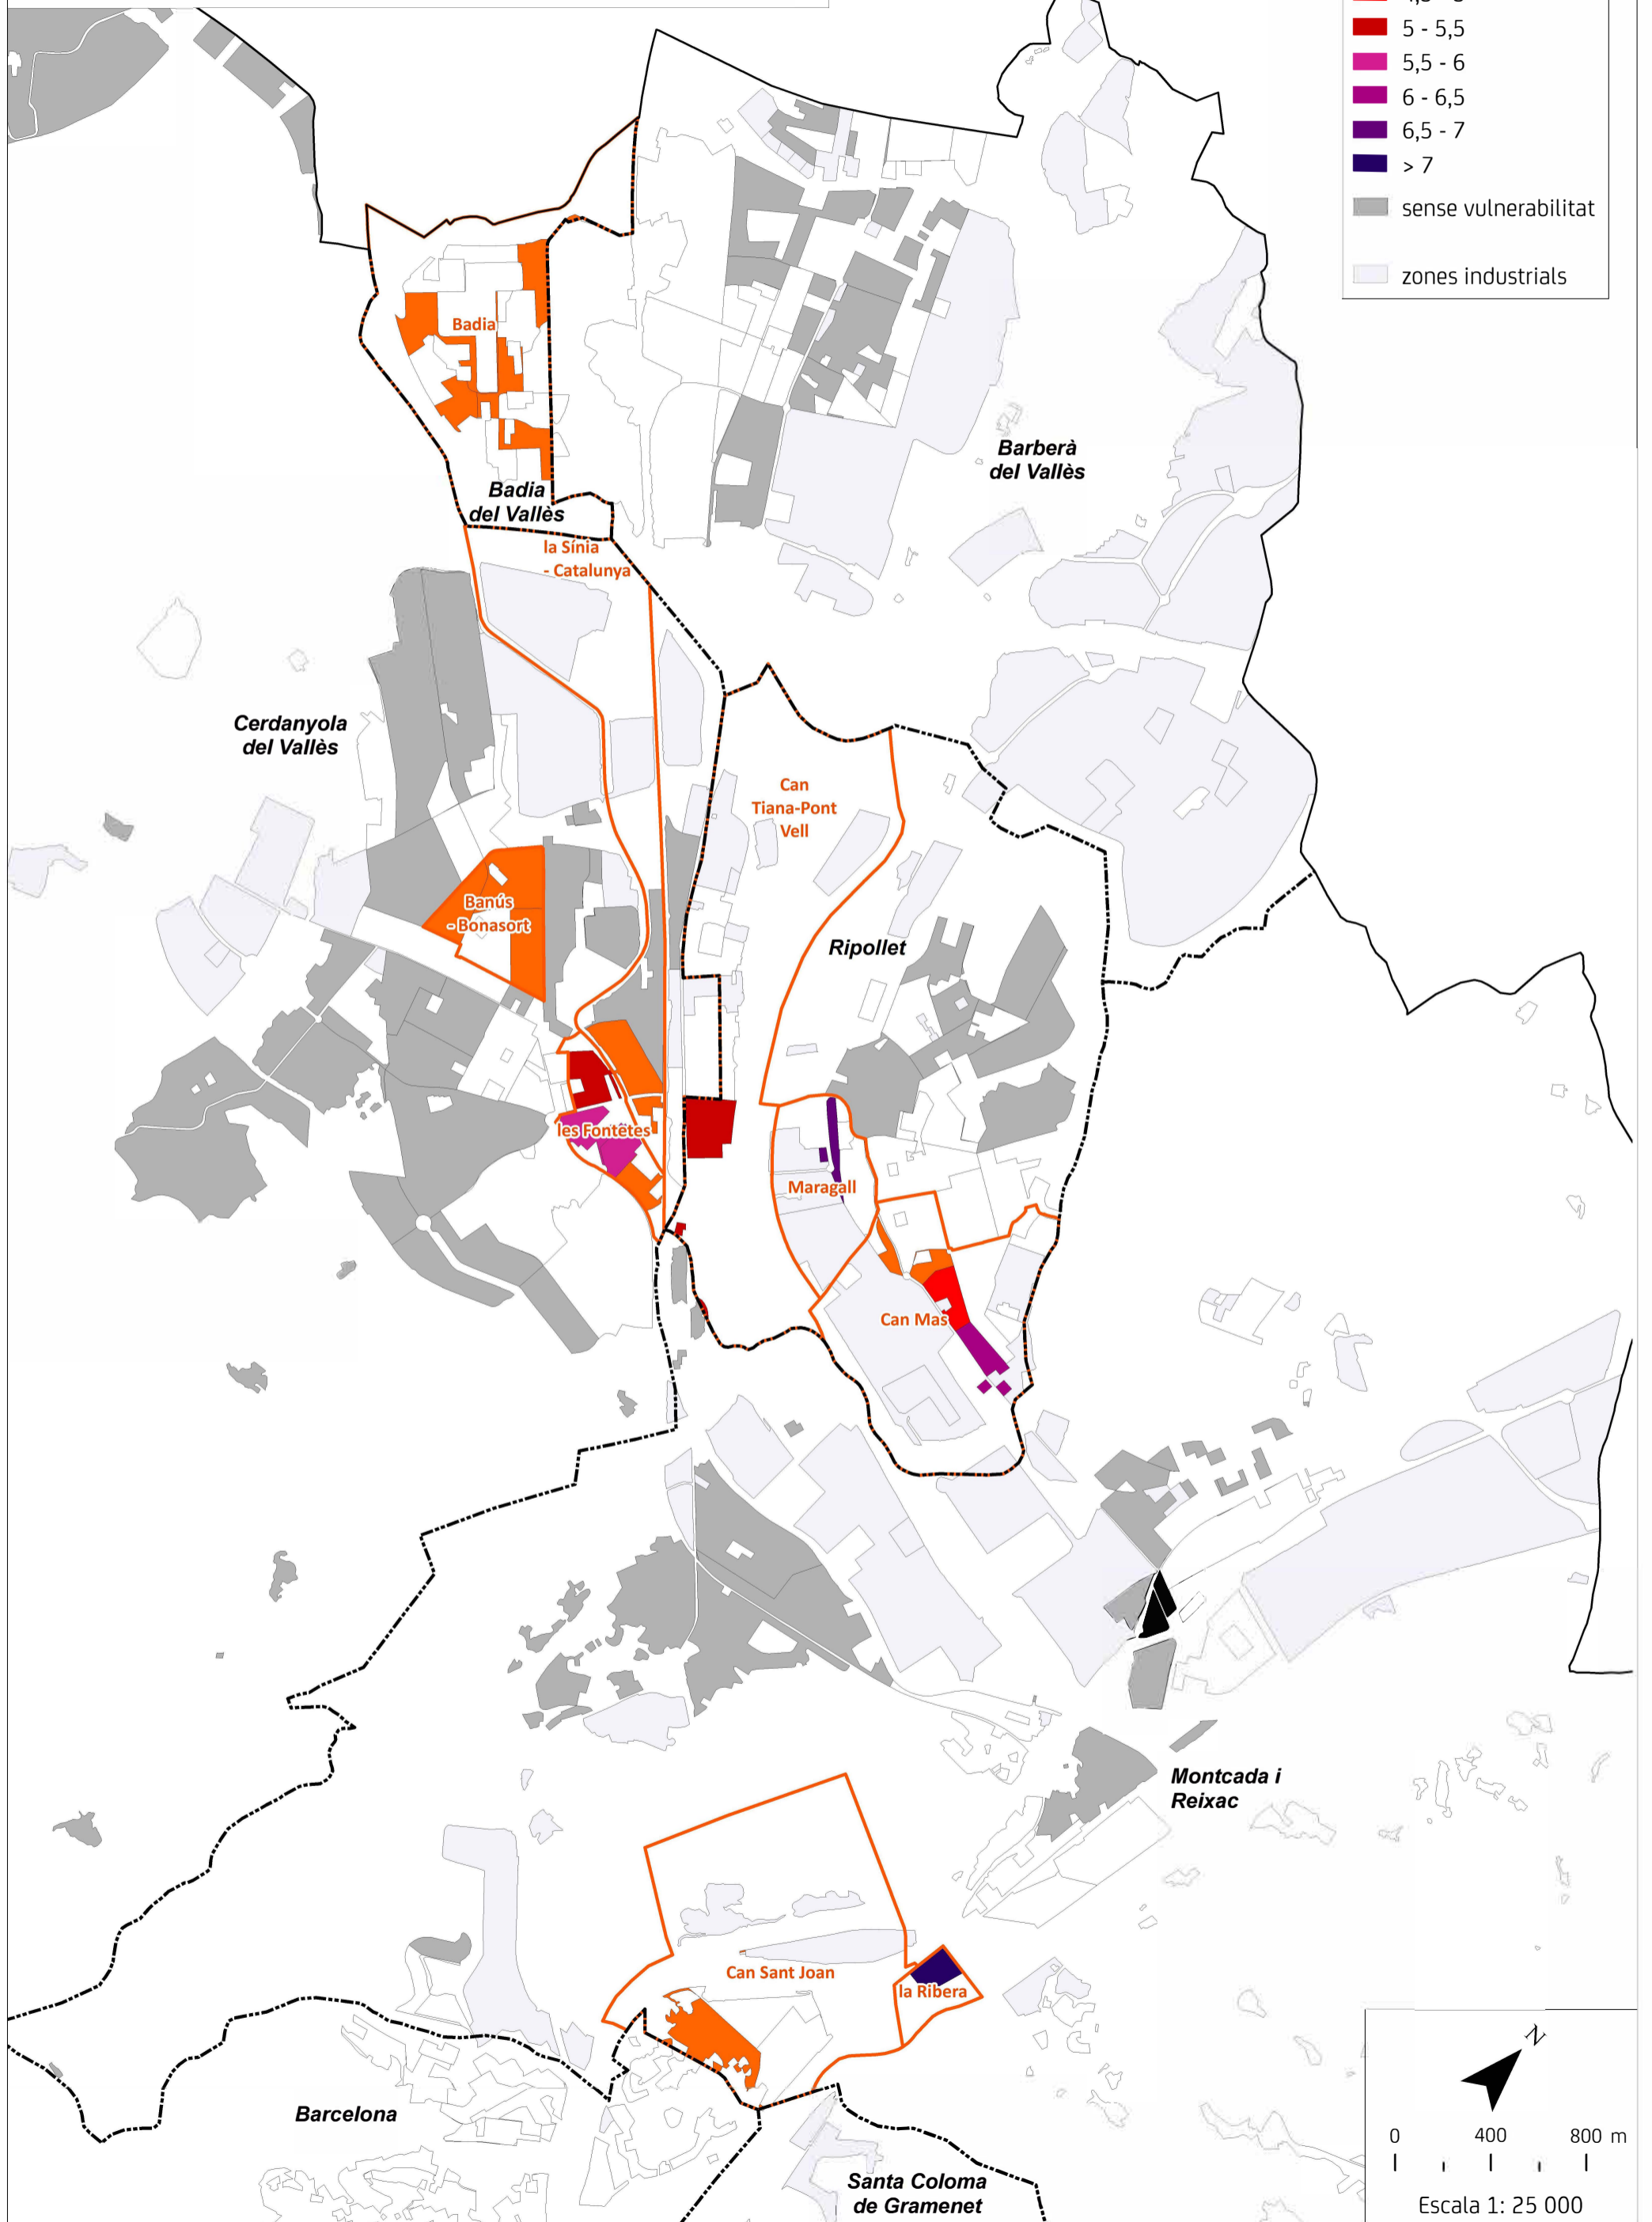 5 - 5,5
5,5 - 6
6 - 6,5
6,5 - 7
> 7
sense vulnerabilitat
zones industrials
Badia
Barberà
del Vallès
Badia
del Vallès
la Sínia
- Catalunya
Cerdanyola
del Vallès
Can
Tiana-Pont
Vell
Banús
- Bonasort
Ripollet
les Fontetes
Maragall
Can Mas
Montcada i
Reixac
Can Sant Joan
la Ribera
Barcelona
Santa Coloma
de Gramenet
N
0 400 800 m
Escala 1: 25 000